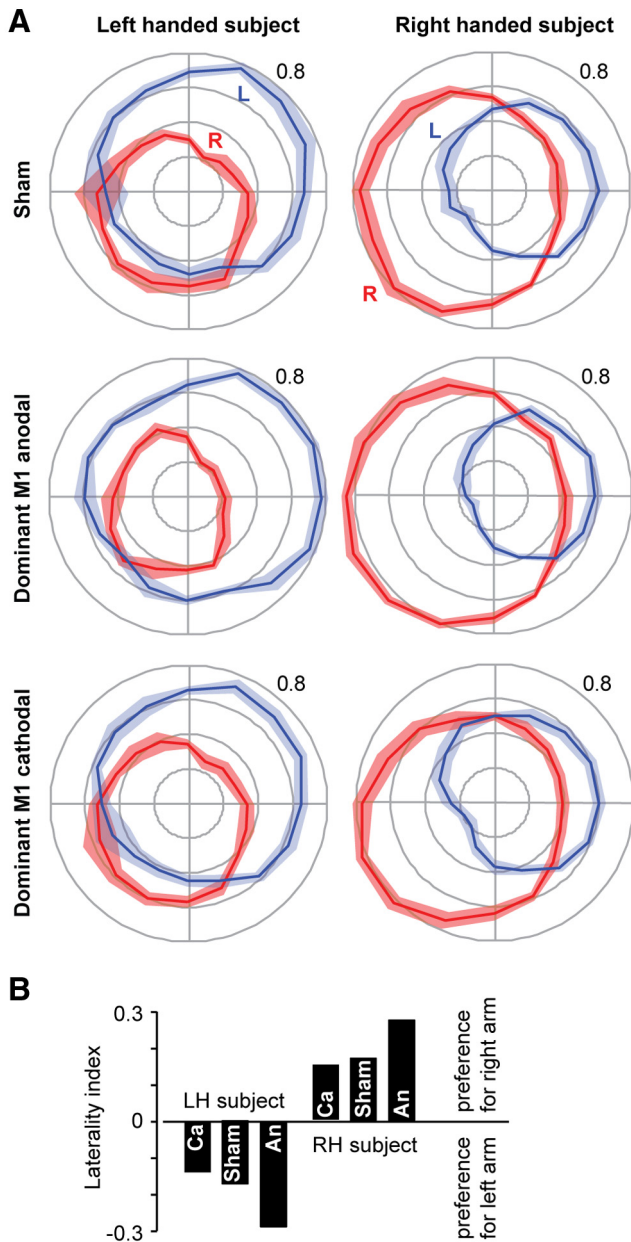 A
Left handed subject
Right handed subject
Sham
0.8
L
R
0.8
L
R
Dominant M1 anodal
0.8
0.8
Dominant M1 cathodal
0.8
0.8
B
Laterality index
0.3
0
-0.3
LH subject
Ca
Sham
An
Ca
Sham
An
RH subject
preference
for right arm
preference
for left arm